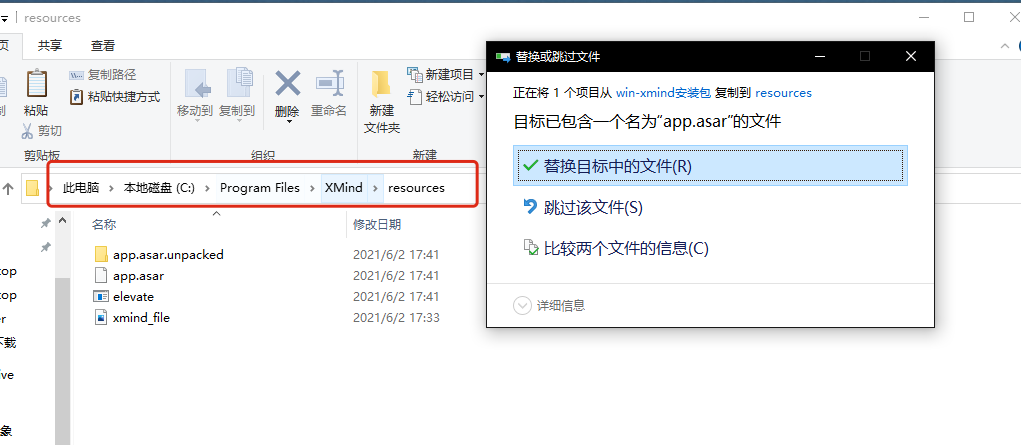 resources
页 共享 查看
复制路径
粘贴快捷方式
粘贴
剪切
剪贴板
移动到 复制到 删除 重命名
组织
新建
文件夹
新建项目
轻松访问
新建
此电脑 本地磁盘 (C:) Program Files XMind resources
名称 修改日期
app.asar.unpacked 2021/6/2 17:41
app.asar 2021/6/2 17:41
elevate 2021/6/2 17:41
xmind_file 2021/6/2 17:33
top
top
er
下载
ive
象
替换或跳过文件
正在将 1 个项目从 win-xmind安装包 复制到 resources
目标已包含一个名为“app.asar”的文件
替换目标中的文件(R)
跳过该文件(S)
比较两个文件的信息(C)
详细信息